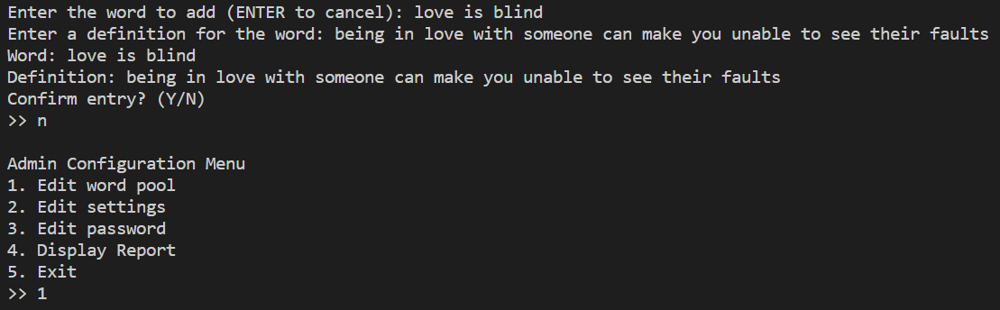 Enter the word to add (ENTER to cancel): love is blind
Enter a definition for the word: being in love with someone can make you unable to see their faults
Word: love is blind
Definition: being in love with someone can make you unable to see their faults
Confirm entry? (Y/N)
>> n
Admin Configuration Menu
1. Edit word pool
2. Edit settings
3. Edit password
4. Display Report
5. Exit
>> 1